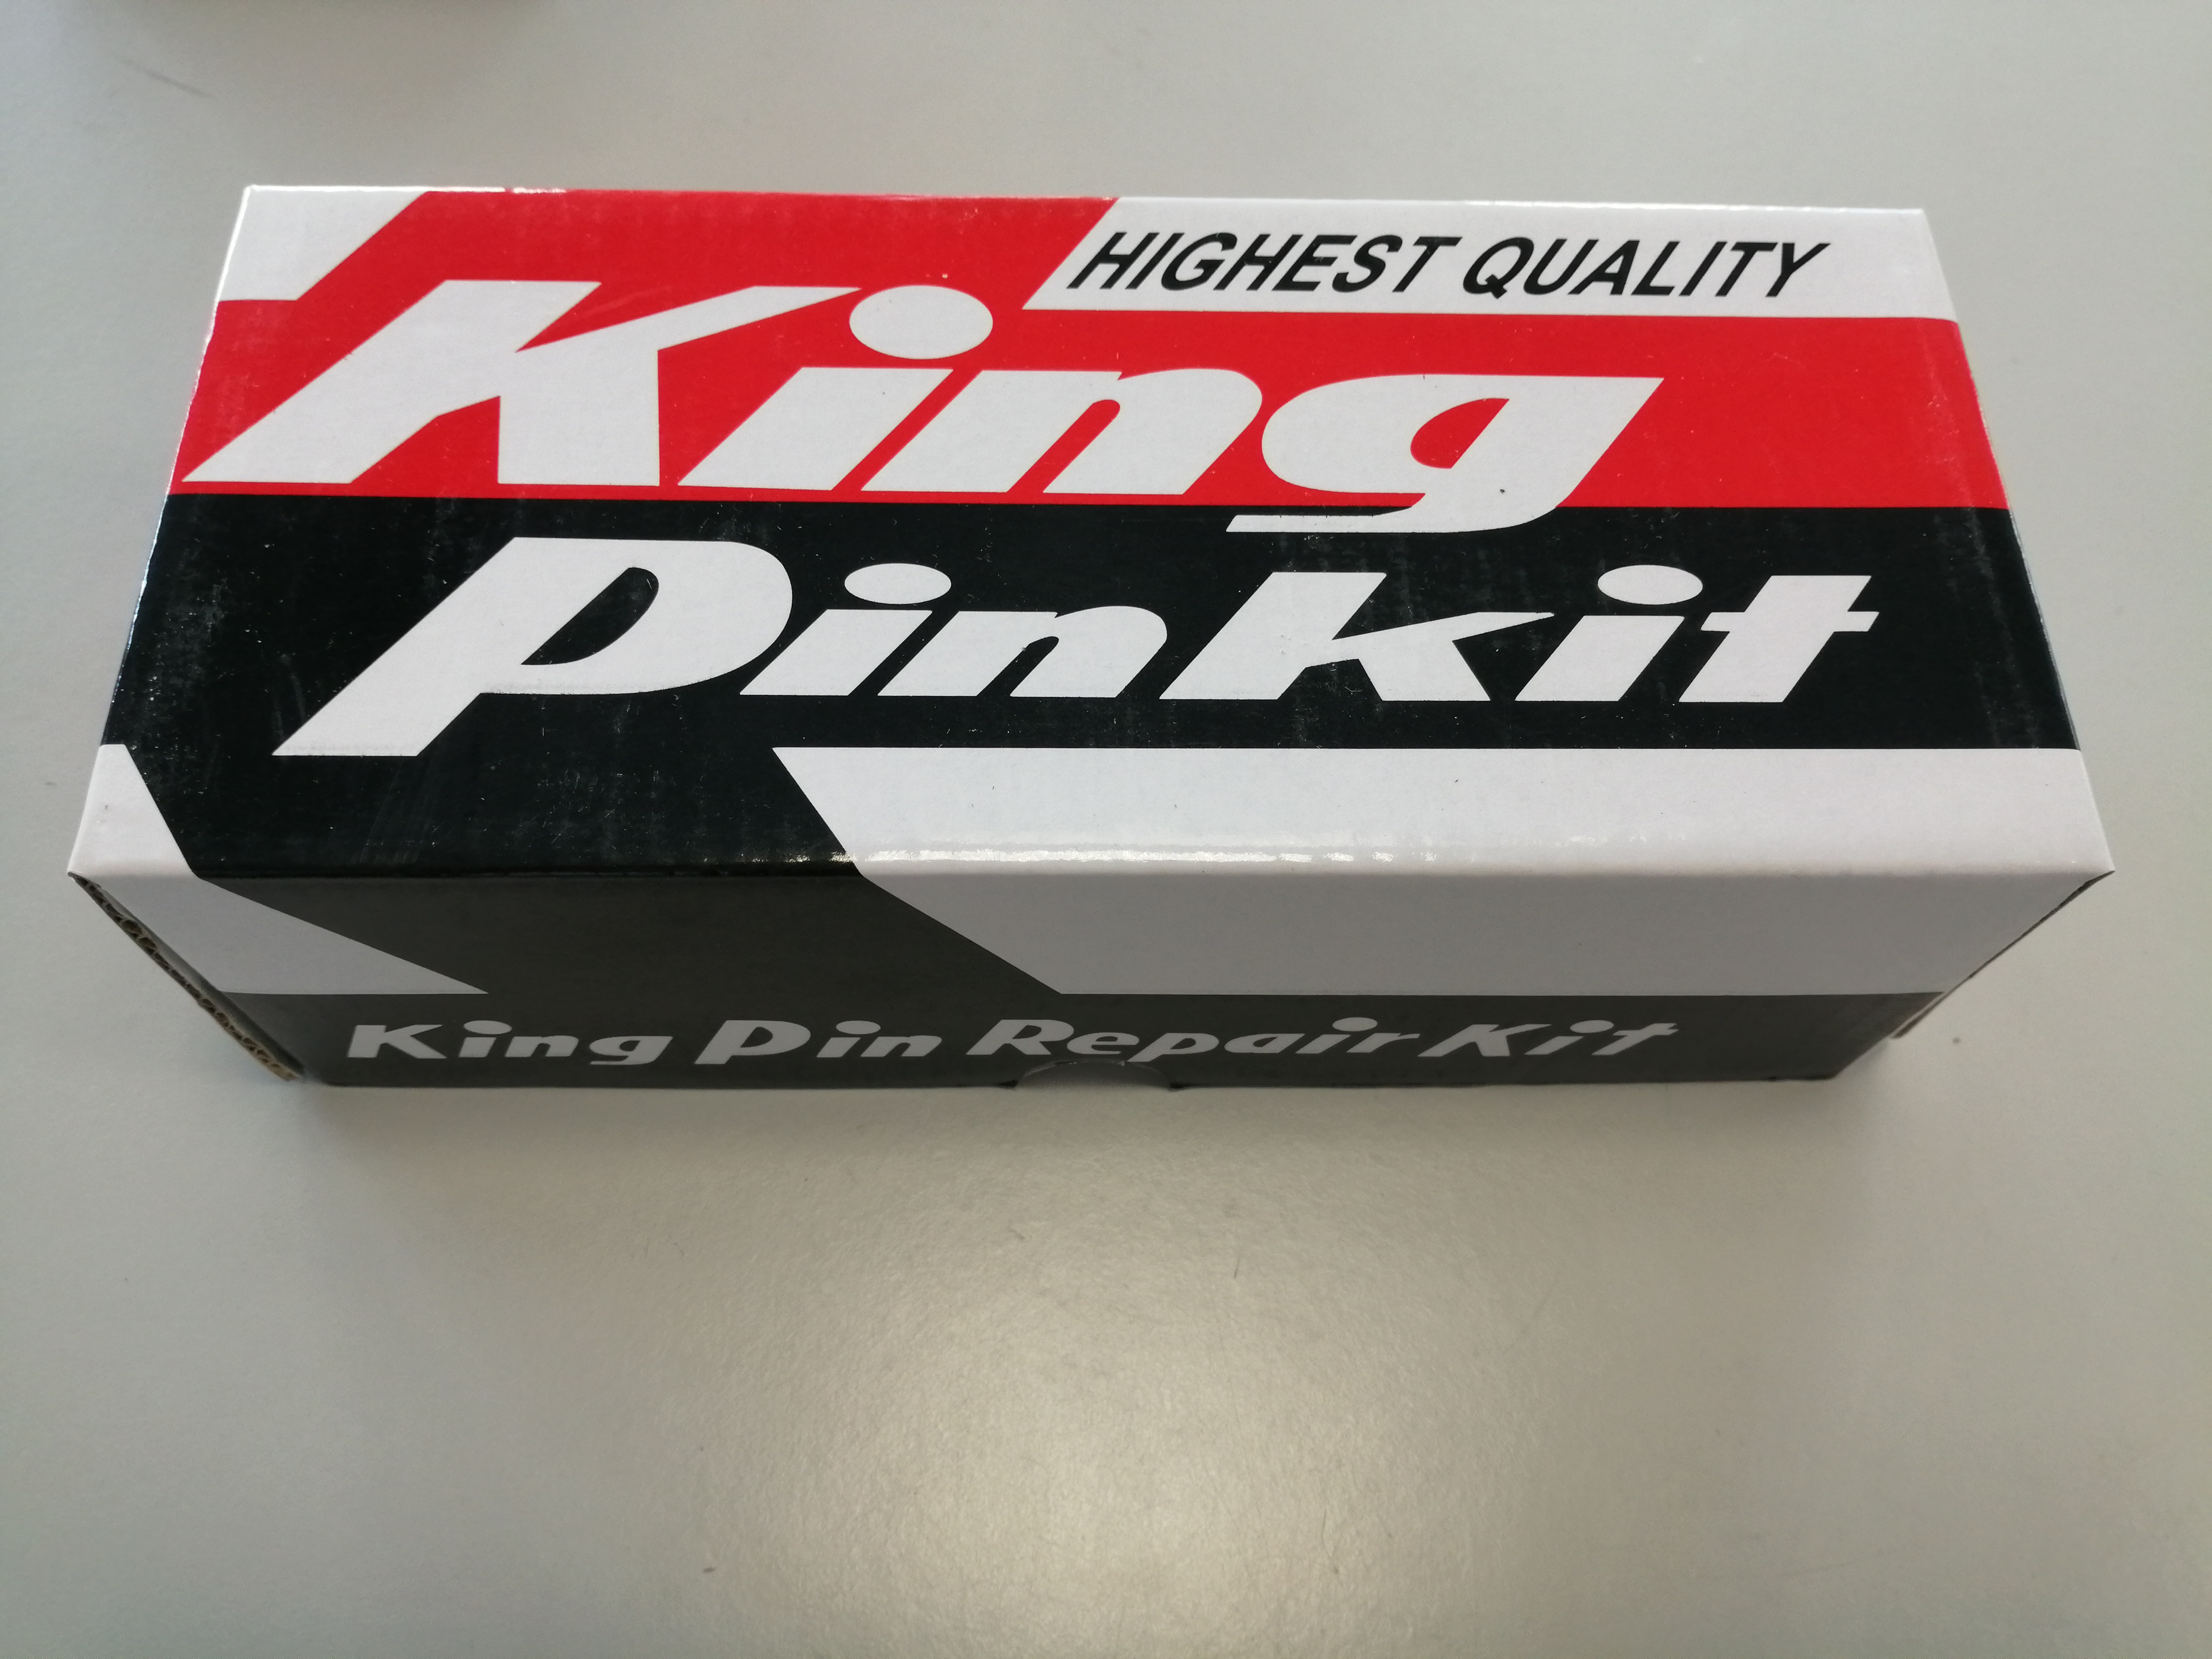 HIGHEST QUALITY
King
Pin kit
King Pin Repair Kit